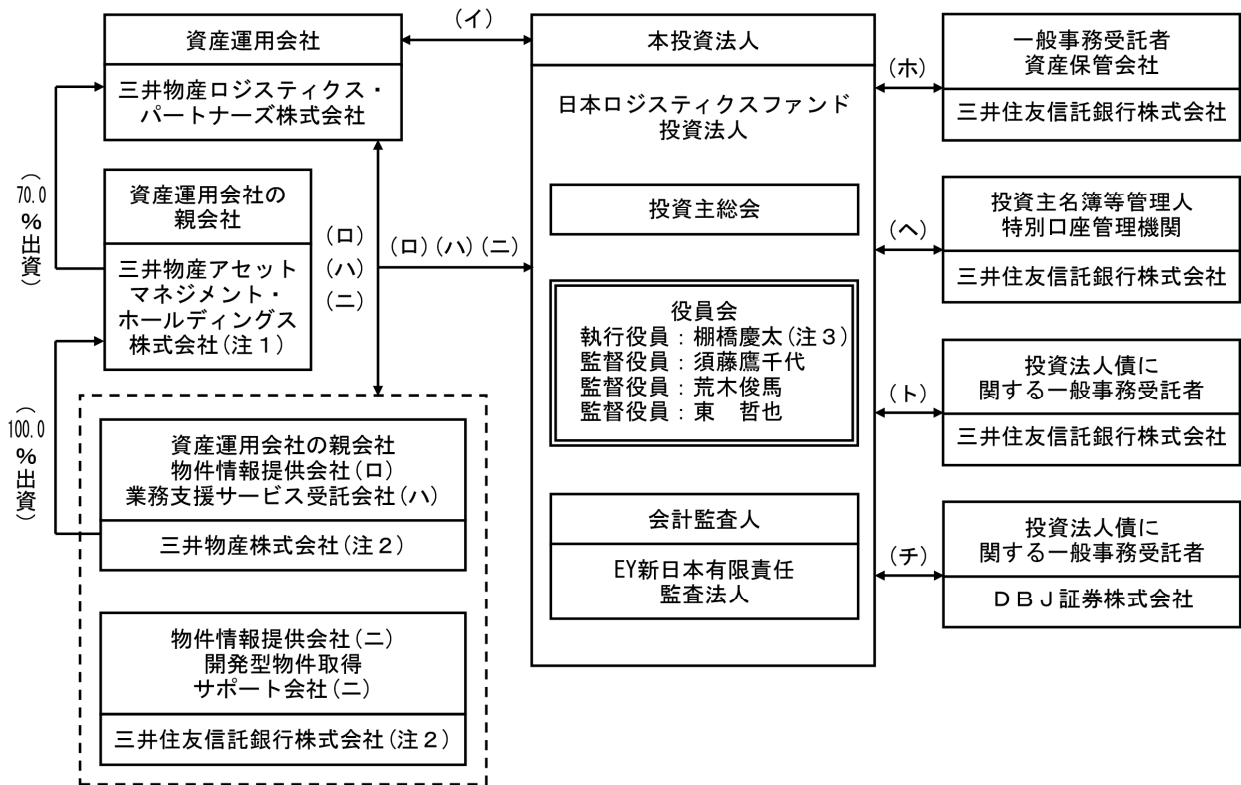 資産運用会社
三井物産ロジスティクス・
パートナーズ株式会社
(イ)
70.0%出資
資産運用会社の
親会社
三井物産アセット
マネジメント・
ホールディングス
株式会社(注1)
(ロ)
(ハ)
(ニ)
(ロ)(ハ)(ニ)
100.0%出資
資産運用会社の親会社
物件情報提供会社(ロ)
業務支援サービス受託会社(ハ)
三井物産株式会社(注2)
物件情報提供会社(ニ)
開発型物件取得
サポート会社(ニ)
三井住友信託銀行株式会社(注2)
本投資法人
日本ロジスティクスファンド
投資法人
投資主総会
役員会
執行役員:棚橋慶太(注3)
監督役員:須藤鷹千代
監督役員:荒木俊馬
監督役員:東 哲也
会計監査人
EY新日本有限責任
監査法人
(ホ)
一般事務受託者
資産保管会社
三井住友信託銀行株式会社
(ヘ)
投資主名簿等管理人
特別口座管理機関
三井住友信託銀行株式会社
(ト)
投資法人債に
関する一般事務受託者
三井住友信託銀行株式会社
(チ)
投資法人債に
関する一般事務受託者
DBJ証券株式会社